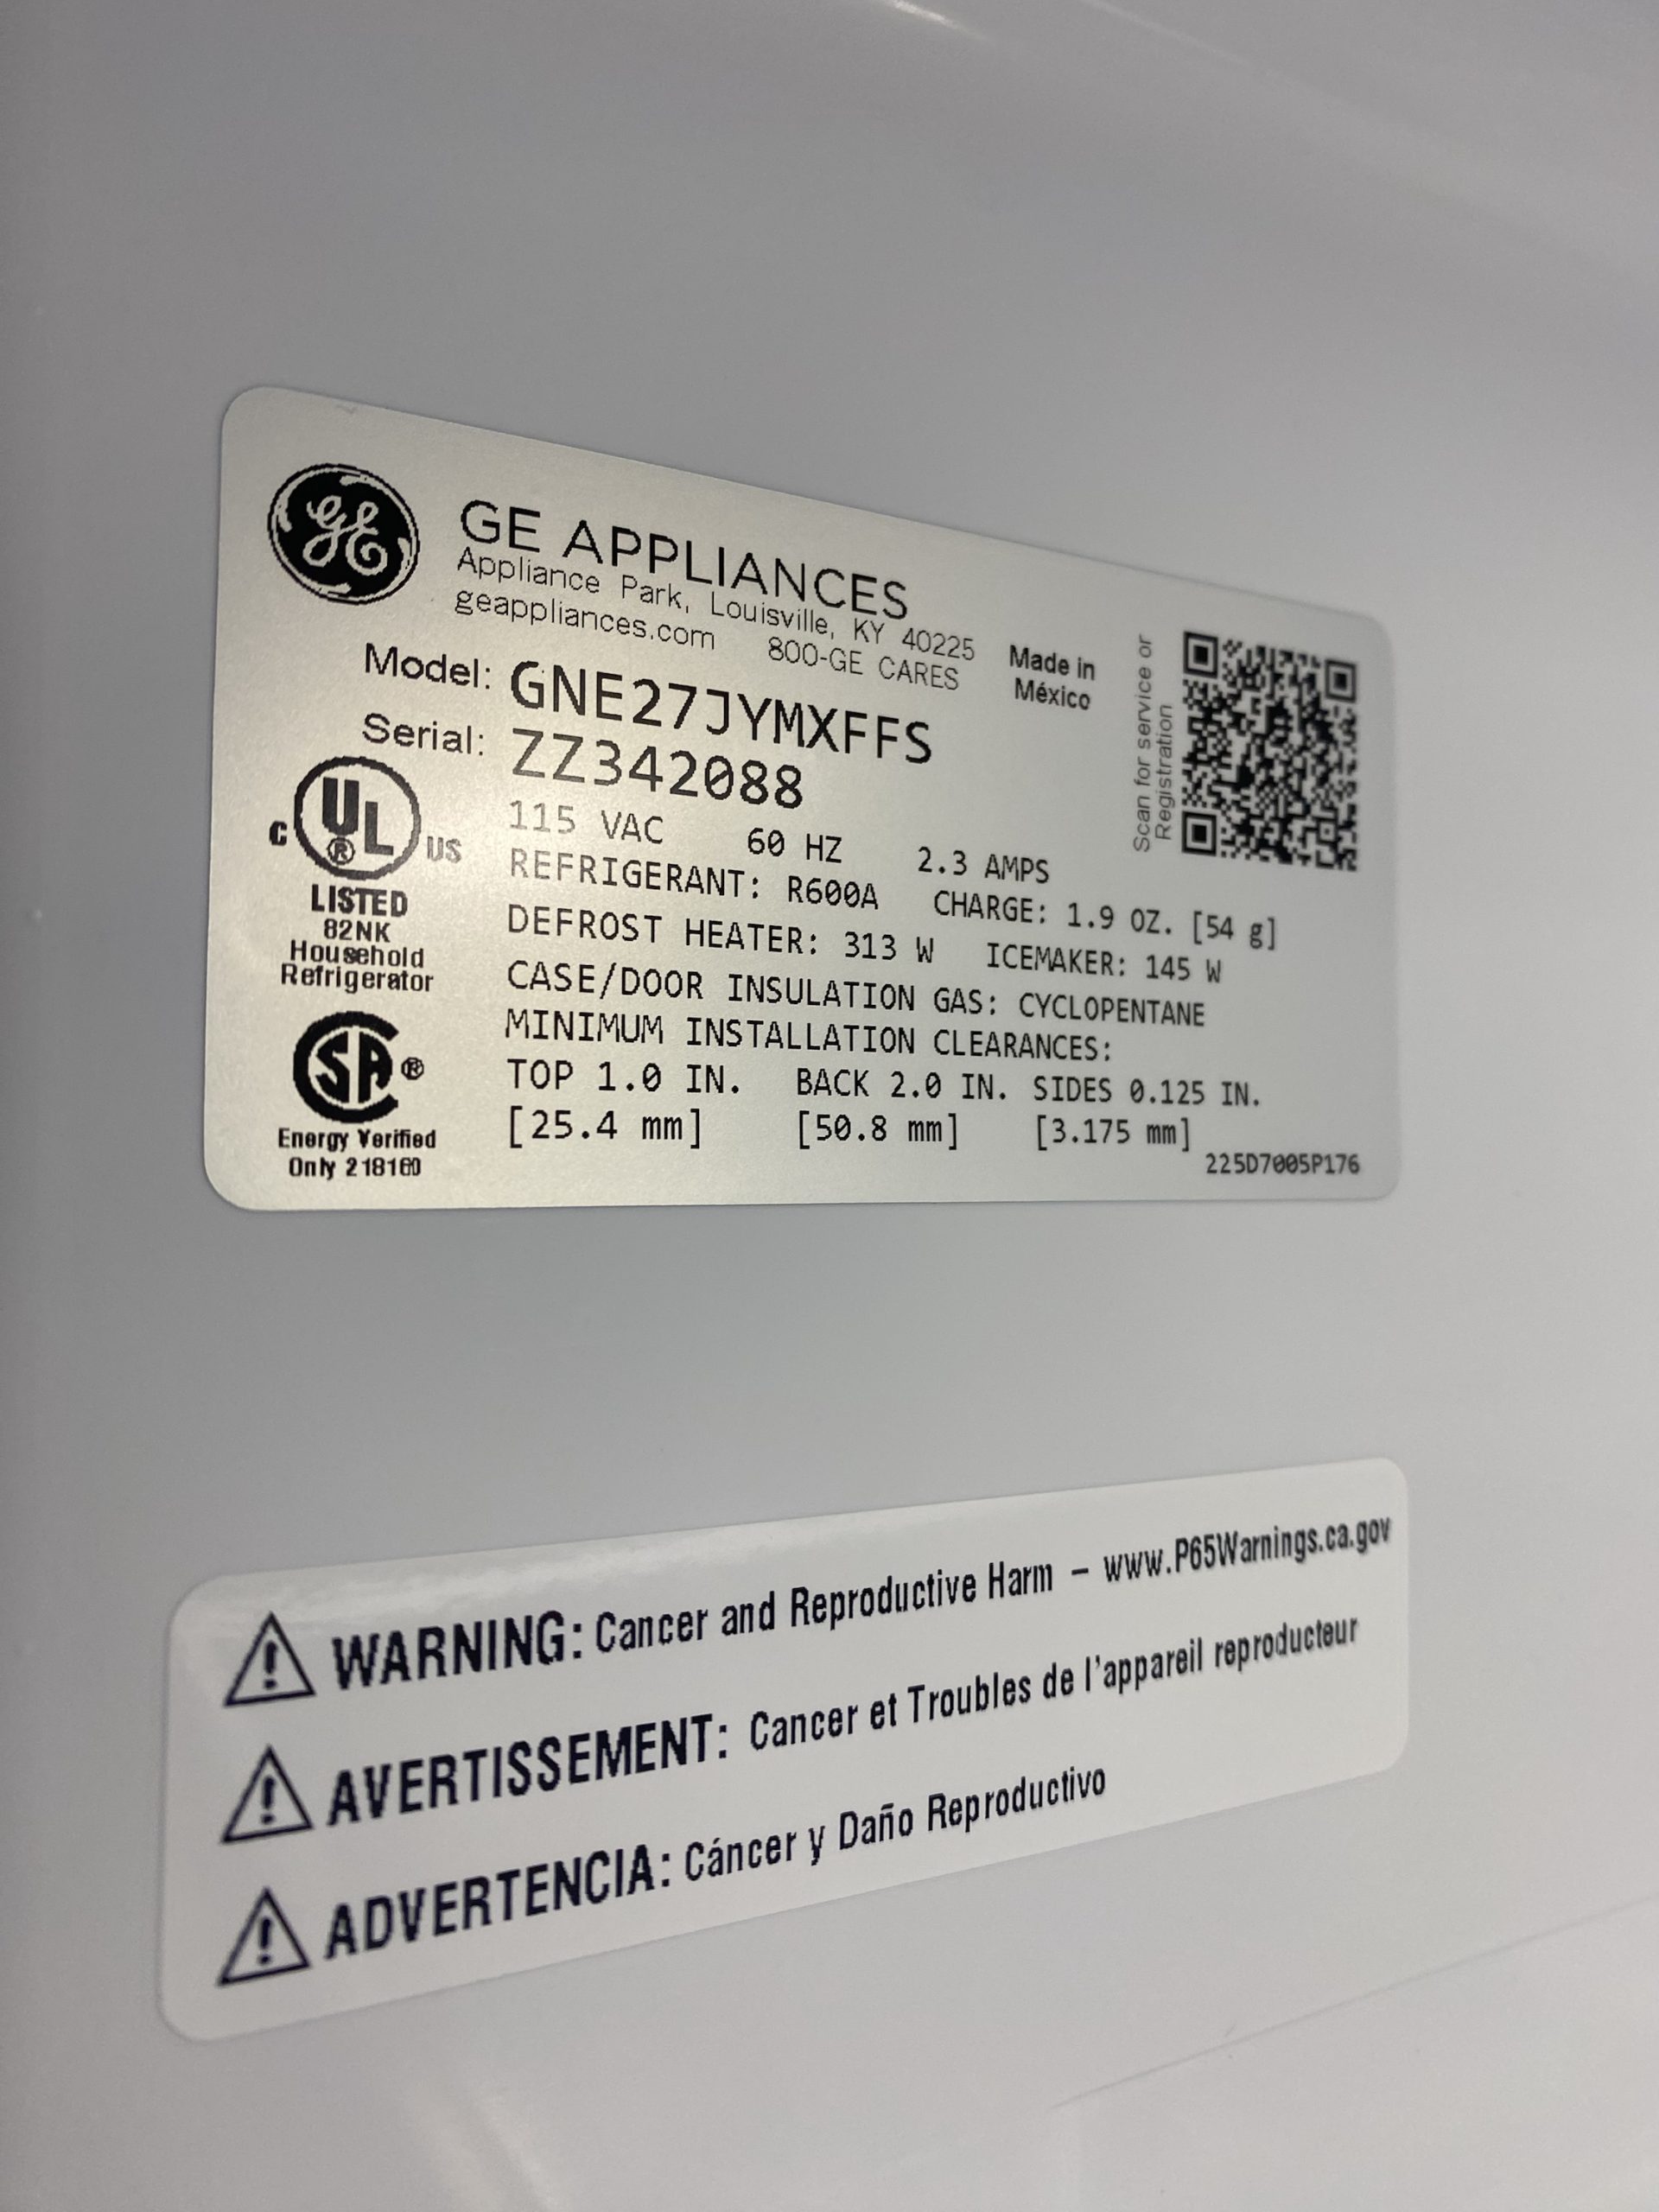 GE
GE APPLIANCES
Appliance Park, Louisville, KY 40225
geappliances.com 800-GE CARES
Made in
México
Scan for service or
Registration
Model: GNE27JYMXFFS
Serial: ZZ342088
C UL ® US
LISTED
82NK
Household
Refrigerator
SA ®
Energy Verified
Only 218160
115 VAC 60 HZ 2.3 AMPS
REFRIGERANT: R600A CHARGE: 1.9 OZ. [54 g]
DEFROST HEATER: 313 W ICEMAKER: 145 W
CASE/DOOR INSULATION GAS: CYCLOPENTANE
MINIMUM INSTALLATION CLEARANCES:
TOP 1.0 IN. BACK 2.0 IN. SIDES 0.125 IN.
[25.4 mm] [50.8 mm] [3.175 mm]
225D7005P176
WARNING: Cancer and Reproductive Harm – www.P65Warnings.ca.gov
AVERTISSEMENT: Cancer et Troubles de l'appareil reproducteur
ADVERTENCIA: Cáncer y Daño Reproductivo